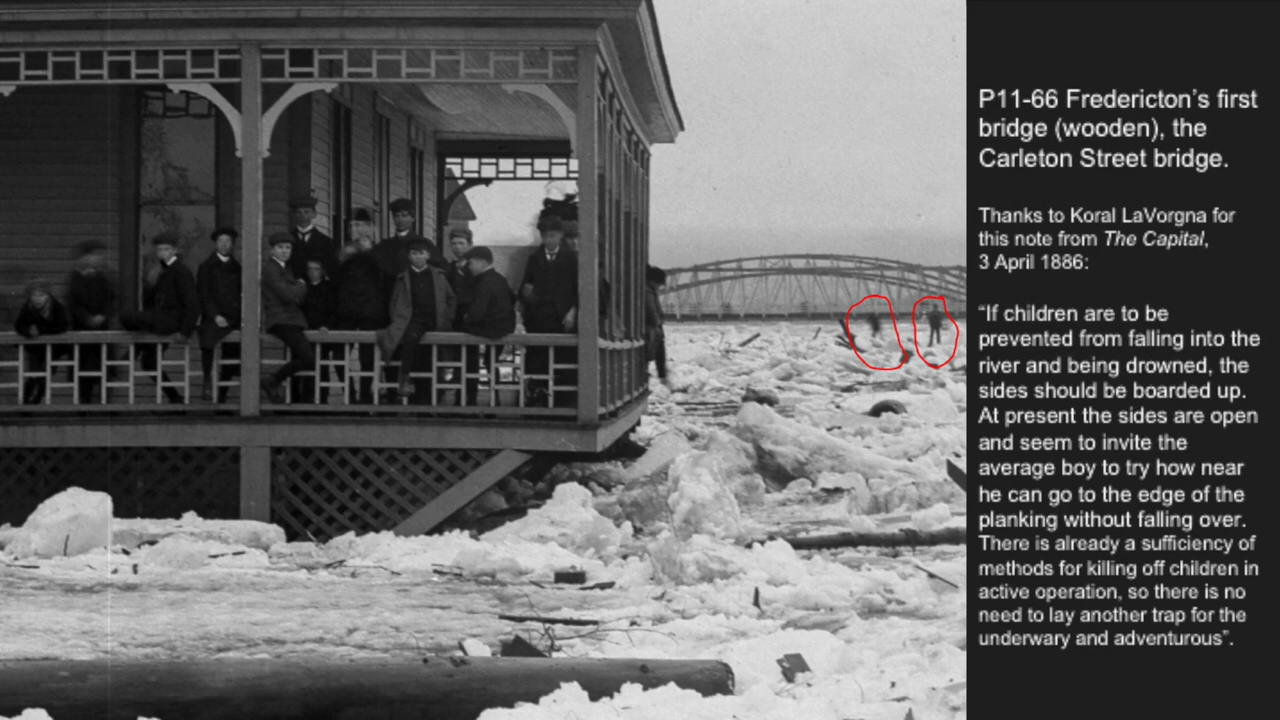 P11-66 Fredericton’s first
bridge (wooden), the
Carleton Street bridge.
Thanks to Koral LaVorgna for
this note from The Capital,
3 April 1886:
“If children are to be
prevented from falling into the
river and being drowned, the
sides should be boarded up.
At present the sides are open
and seem to invite the
average boy to try how near
he can go to the edge of the
planking without falling over.
There is already a sufficiency of
methods for killing off children in
active operation, so there is no
need to lay another trap for the
underwary and adventurous”.